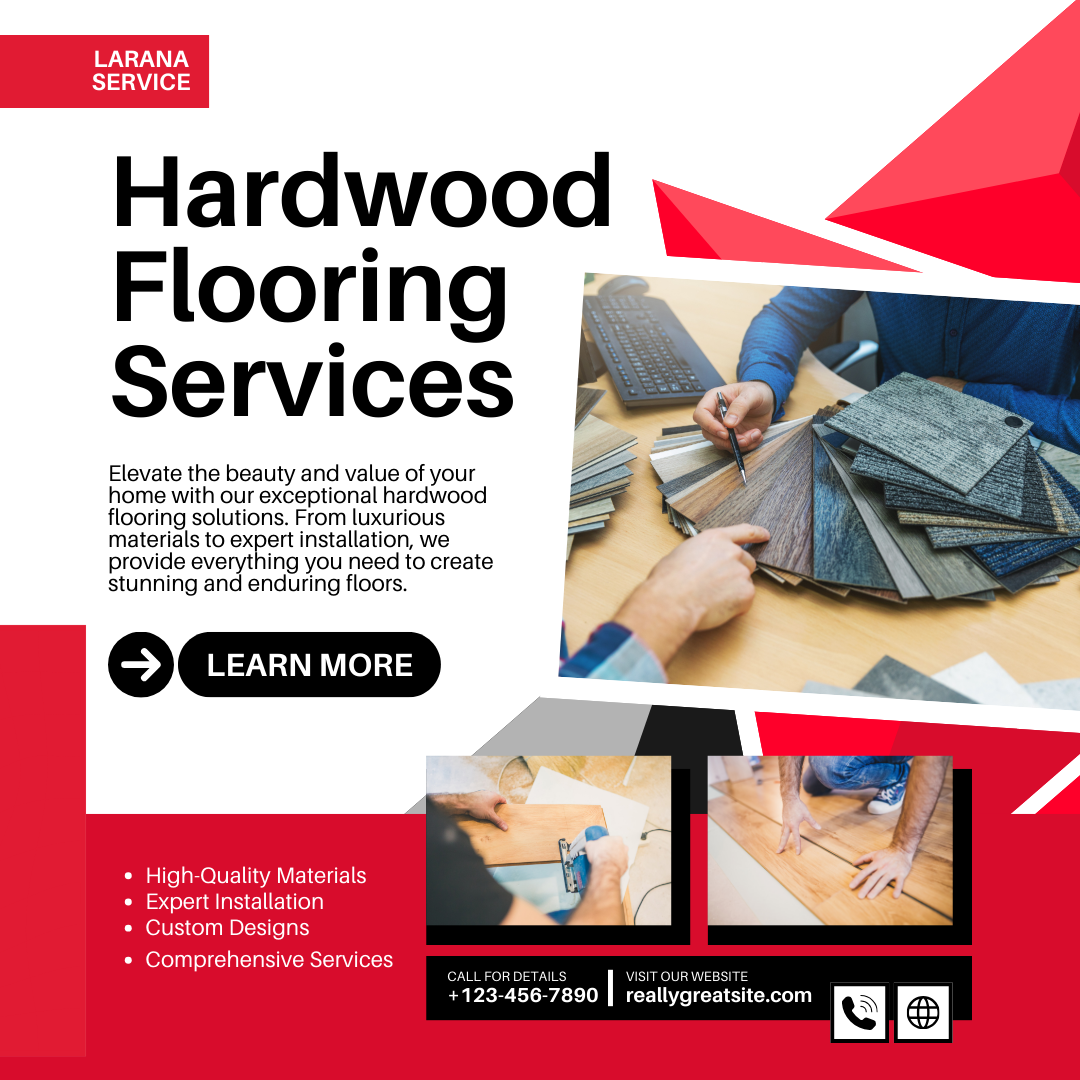 LARANA
SERVICE
Hardwood
Flooring
Services
Elevate the beauty and value of your
home with our exceptional hardwood
flooring solutions. From luxurious
materials to expert installation, we
provide everything you need to create
stunning and enduring floors.
LEARN MORE
• High-Quality Materials
• Expert Installation
• Custom Designs
• Comprehensive Services
CALL FOR DETAILS
+123-456-7890
VISIT OUR WEBSITE
reallygreatsite.com